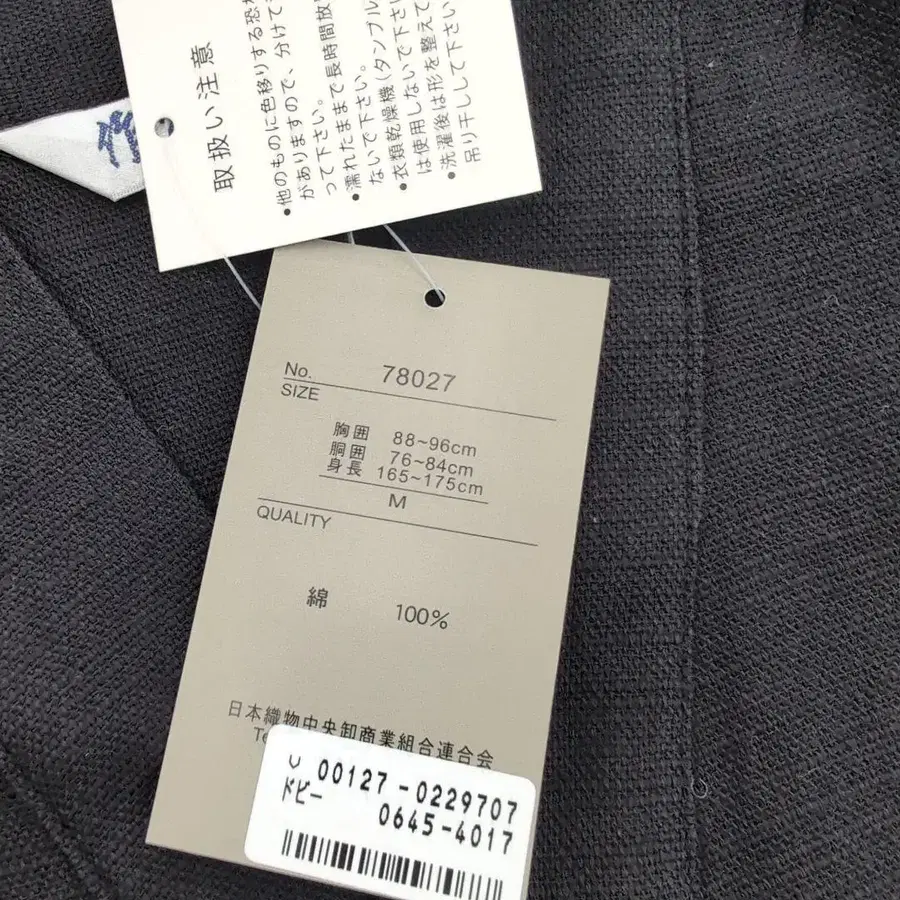 取扱い注意
•他のものに色移りする恐
がありますので、分けて
って下さい。
•濡れたままで長時間放
ないで下さい。
•衣類乾燥機(タンブル
は使用しないで下さ
•洗濯後は形を整えて
吊り干しして下さい
作
No. 78027
SIZE
胸囲 88~96cm
胴囲 76~84cm
身長 165~175cm
M
QUALITY
綿 100%
日本織物中央卸商業組合連合会
00127-0229707
ドビー 0645-4017